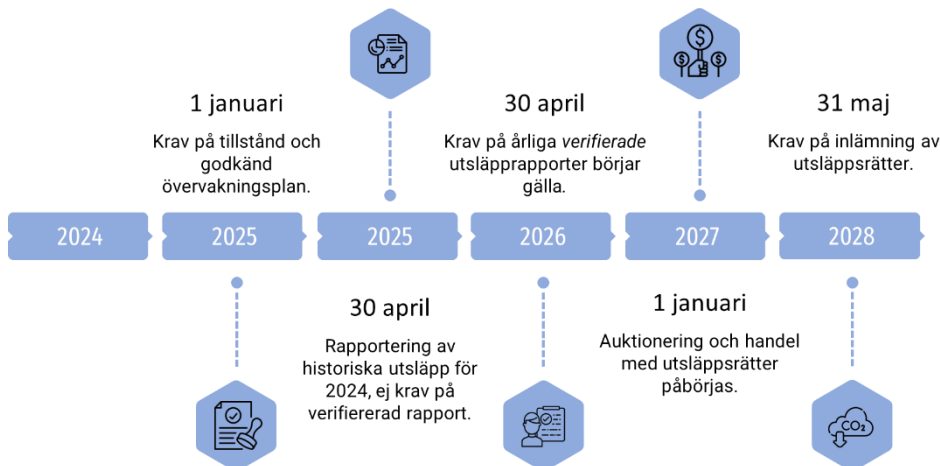 1 januari
Krav på tillstånd och
godkänd
övervakningsplan.
30 april
Krav på årliga verifierade
utsläpprapporter börjar
gälla.
31 maj
Krav på inlämning av
utsläppsrätter.
2024
2025
2025
2026
2027
2028
30 april
Rapportering av
historiska utsläpp för
2024, ej krav på
verifiererad rapport.
1 januari
Auktionering och handel
med utsläppsrätter
påbörjas.
CO₂